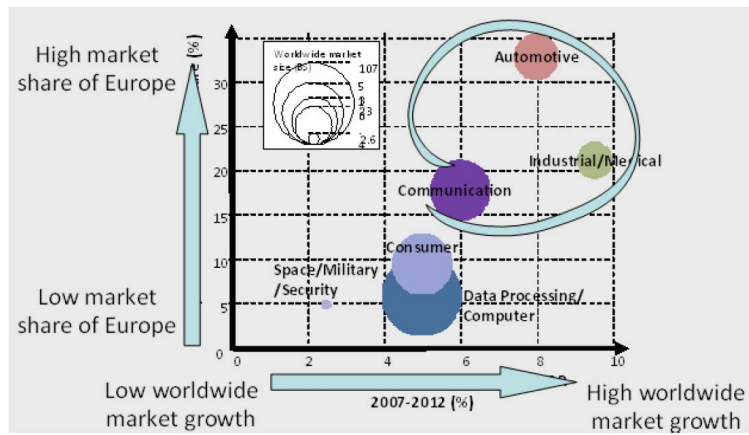 High market
share of Europe
(%)
Worldwide market
size (B$)
107
5
2.6
4
30
25
20
15
10
5
0
Automotive
Industrial/Medical
Communication
Consumer
Space/Military
/Security
Data Processing/
Computer
Low market
share of Europe
0
2
4
6
8
10
2007-2012 (%)
Low worldwide
market growth
High worldwide
market growth